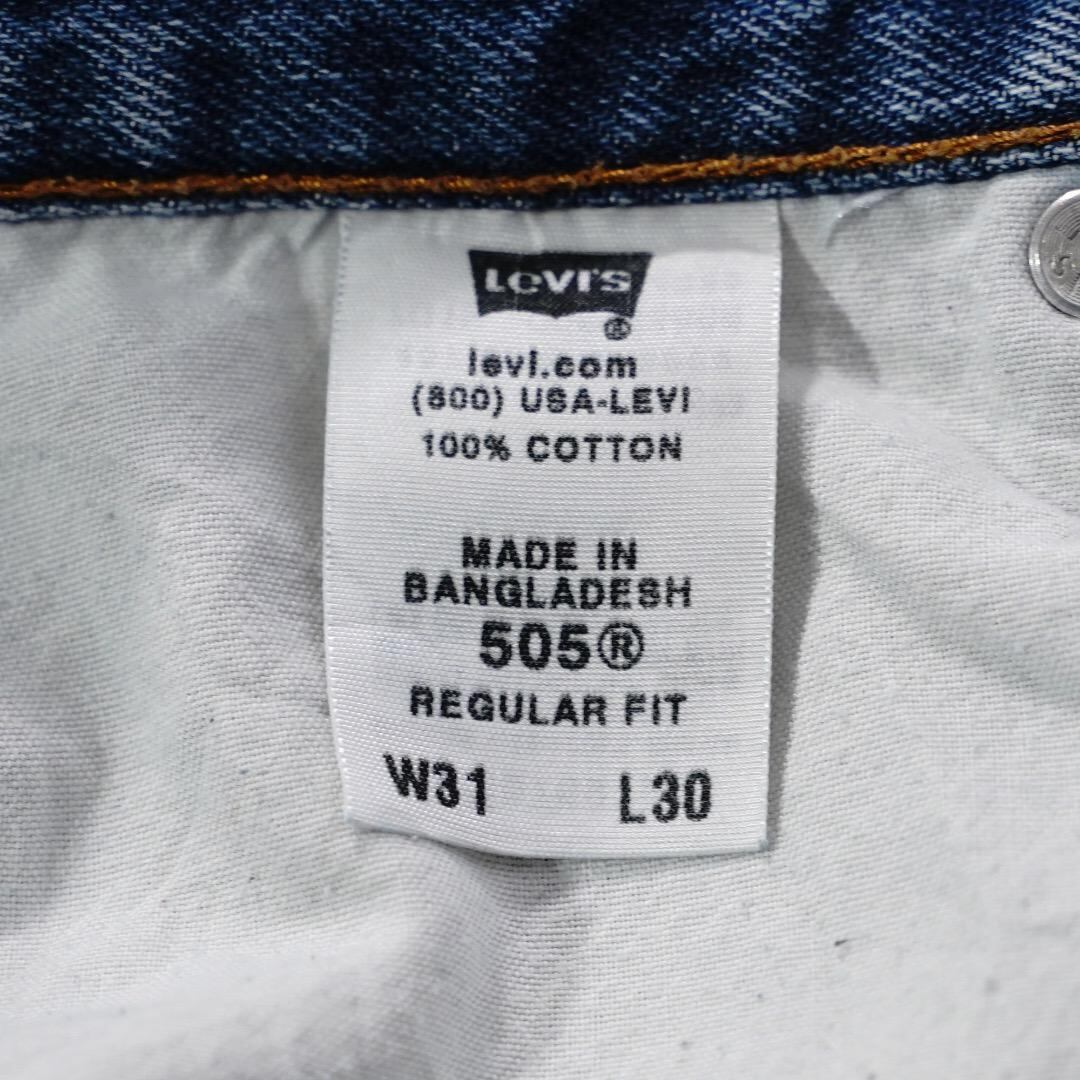 LEVI'S
®
levi.com
(800) USA-LEVI
100% COTTON
MADE IN
BANGLADESH
505®
REGULAR FIT
W31 L30